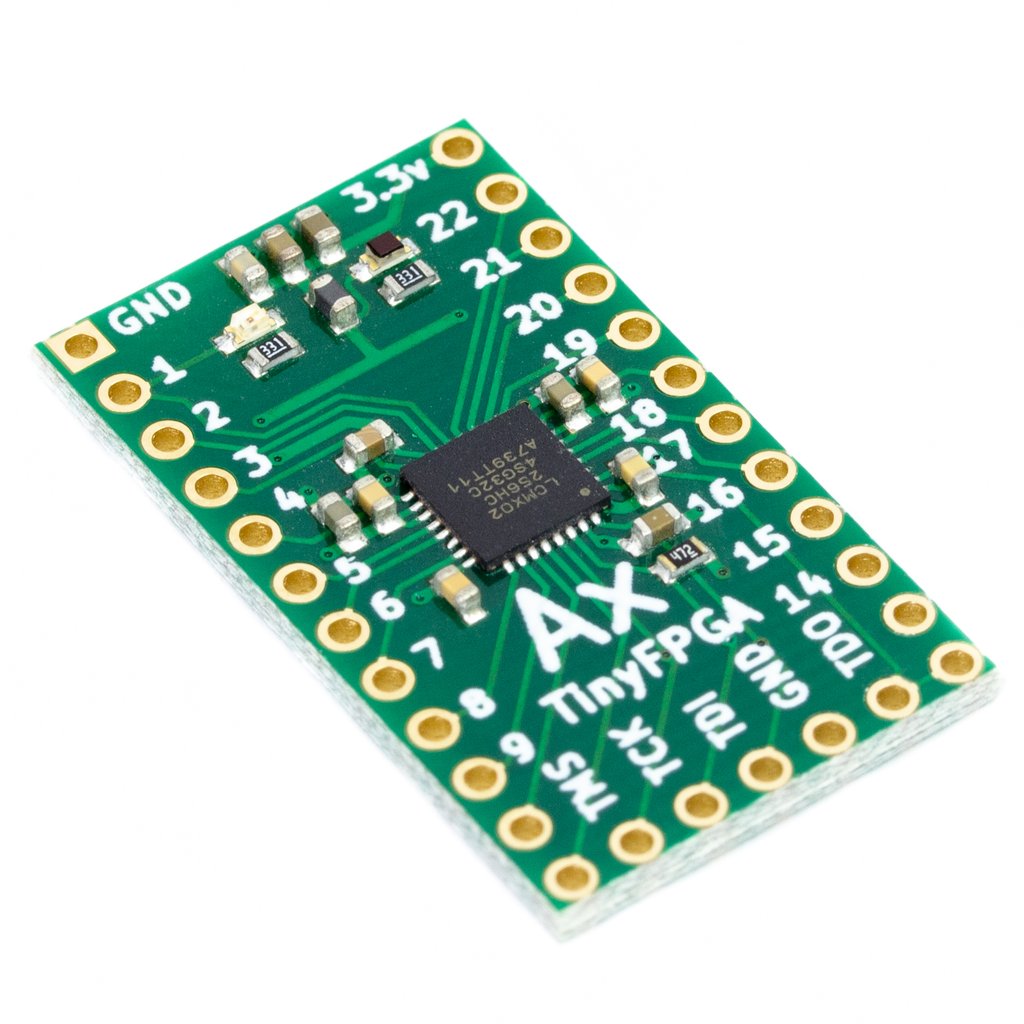 GND
3.3v
1
2
3
4
5
6
7
8
9
22
21
20
19
18
17
16
15
14
331
331
472
LCMXO2
256HC
4SG32C
A739TT11
Ax
TinyFPGA
TMS
TCK
TDI
GND
TDO